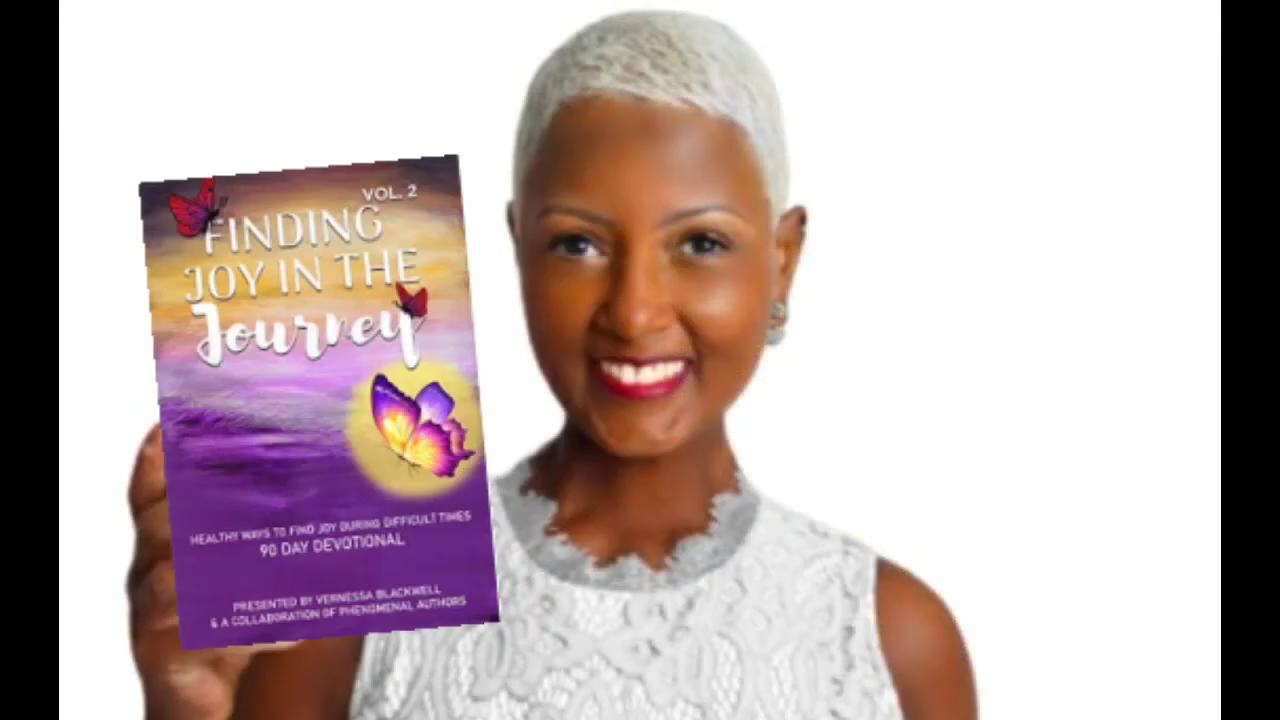 VOL. 2
FINDING
JOY IN THE
Journey
HEALTHY WAYS TO FIND JOY DURING DIFFICULT TIMES
90 DAY DEVOTIONAL
PRESENTED BY VERNESSA BLACKWELL
& A COLLABORATION OF PHENOMENAL AUTHORS